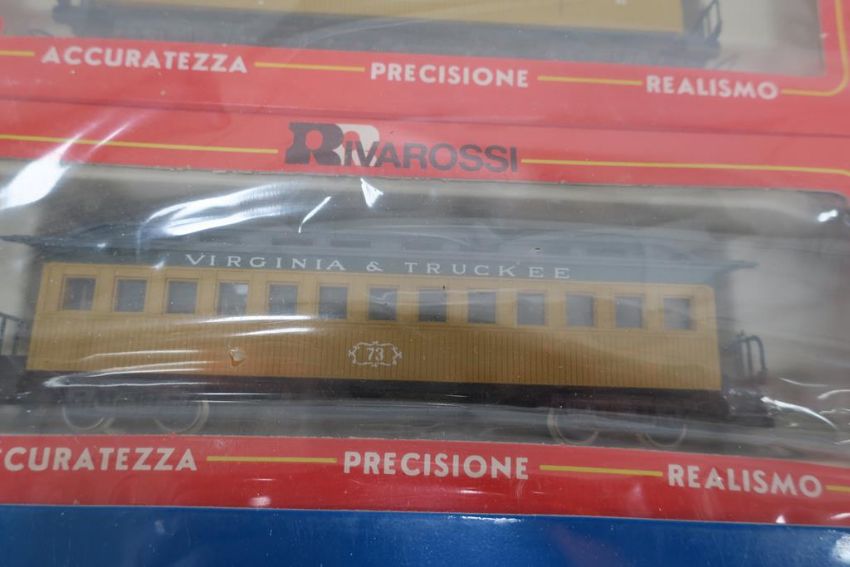 ACCURATEZZA PRECISIONE REALISMO
RIVAROSSI
VIRGINIA & TRUCKEE
73
CCURATEZZA PRECISIONE REALISMO